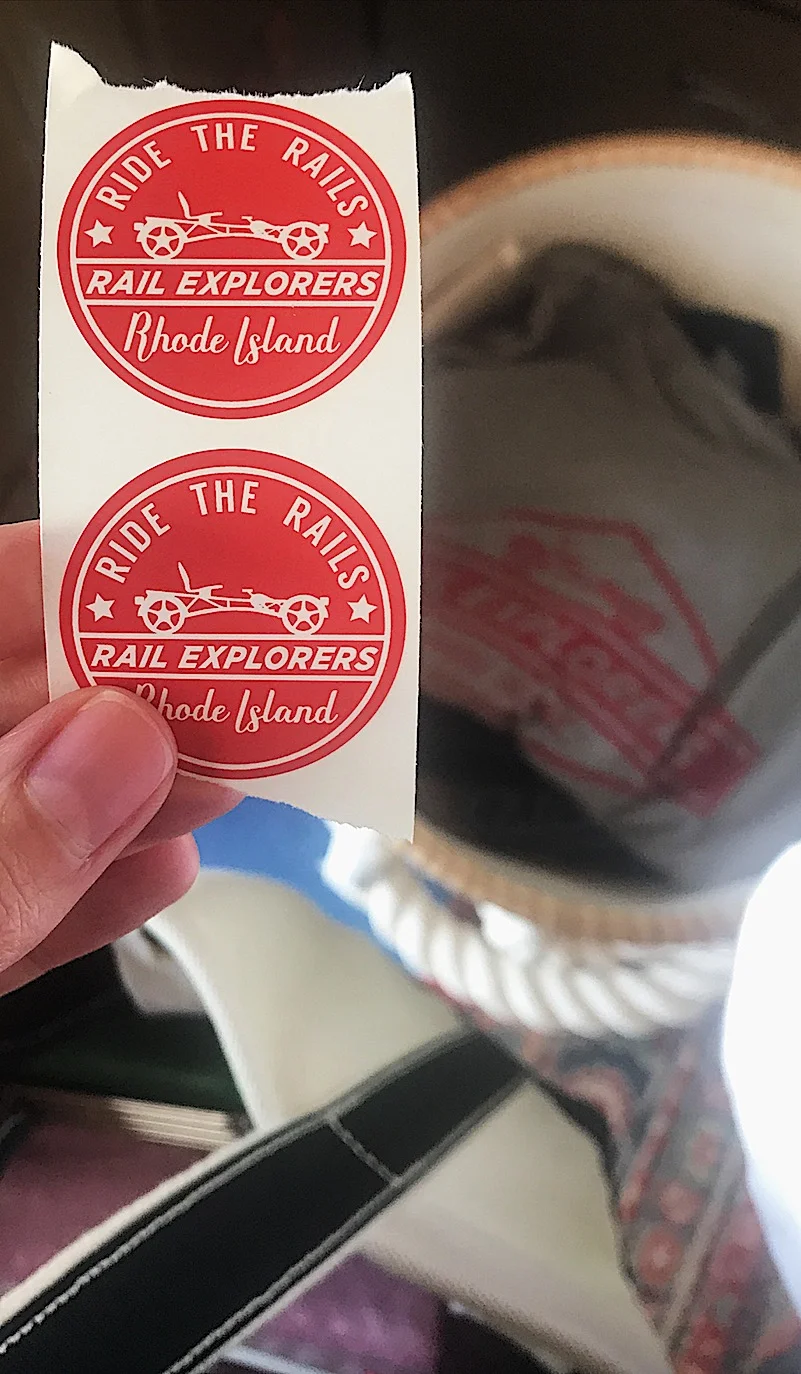 RIDE THE RAILS
RAIL EXPLORERS
Rhode Island
RIDE THE RAILS
RAIL EXPLORERS
Rhode Island